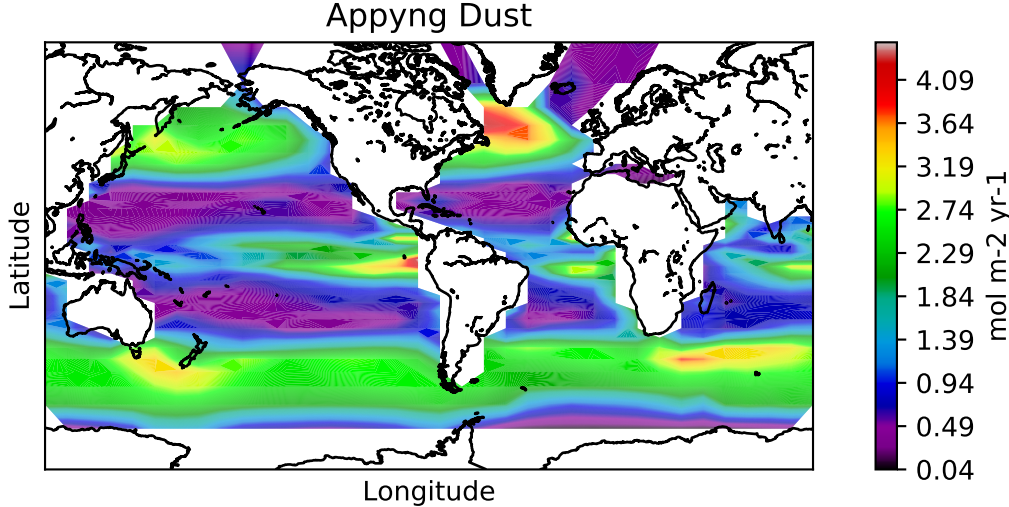 Appyng Dust
Latitude
Longitude
4.09
3.64
3.19
2.74
2.29
1.84
1.39
0.94
0.49
0.04
mol m-2 yr-1